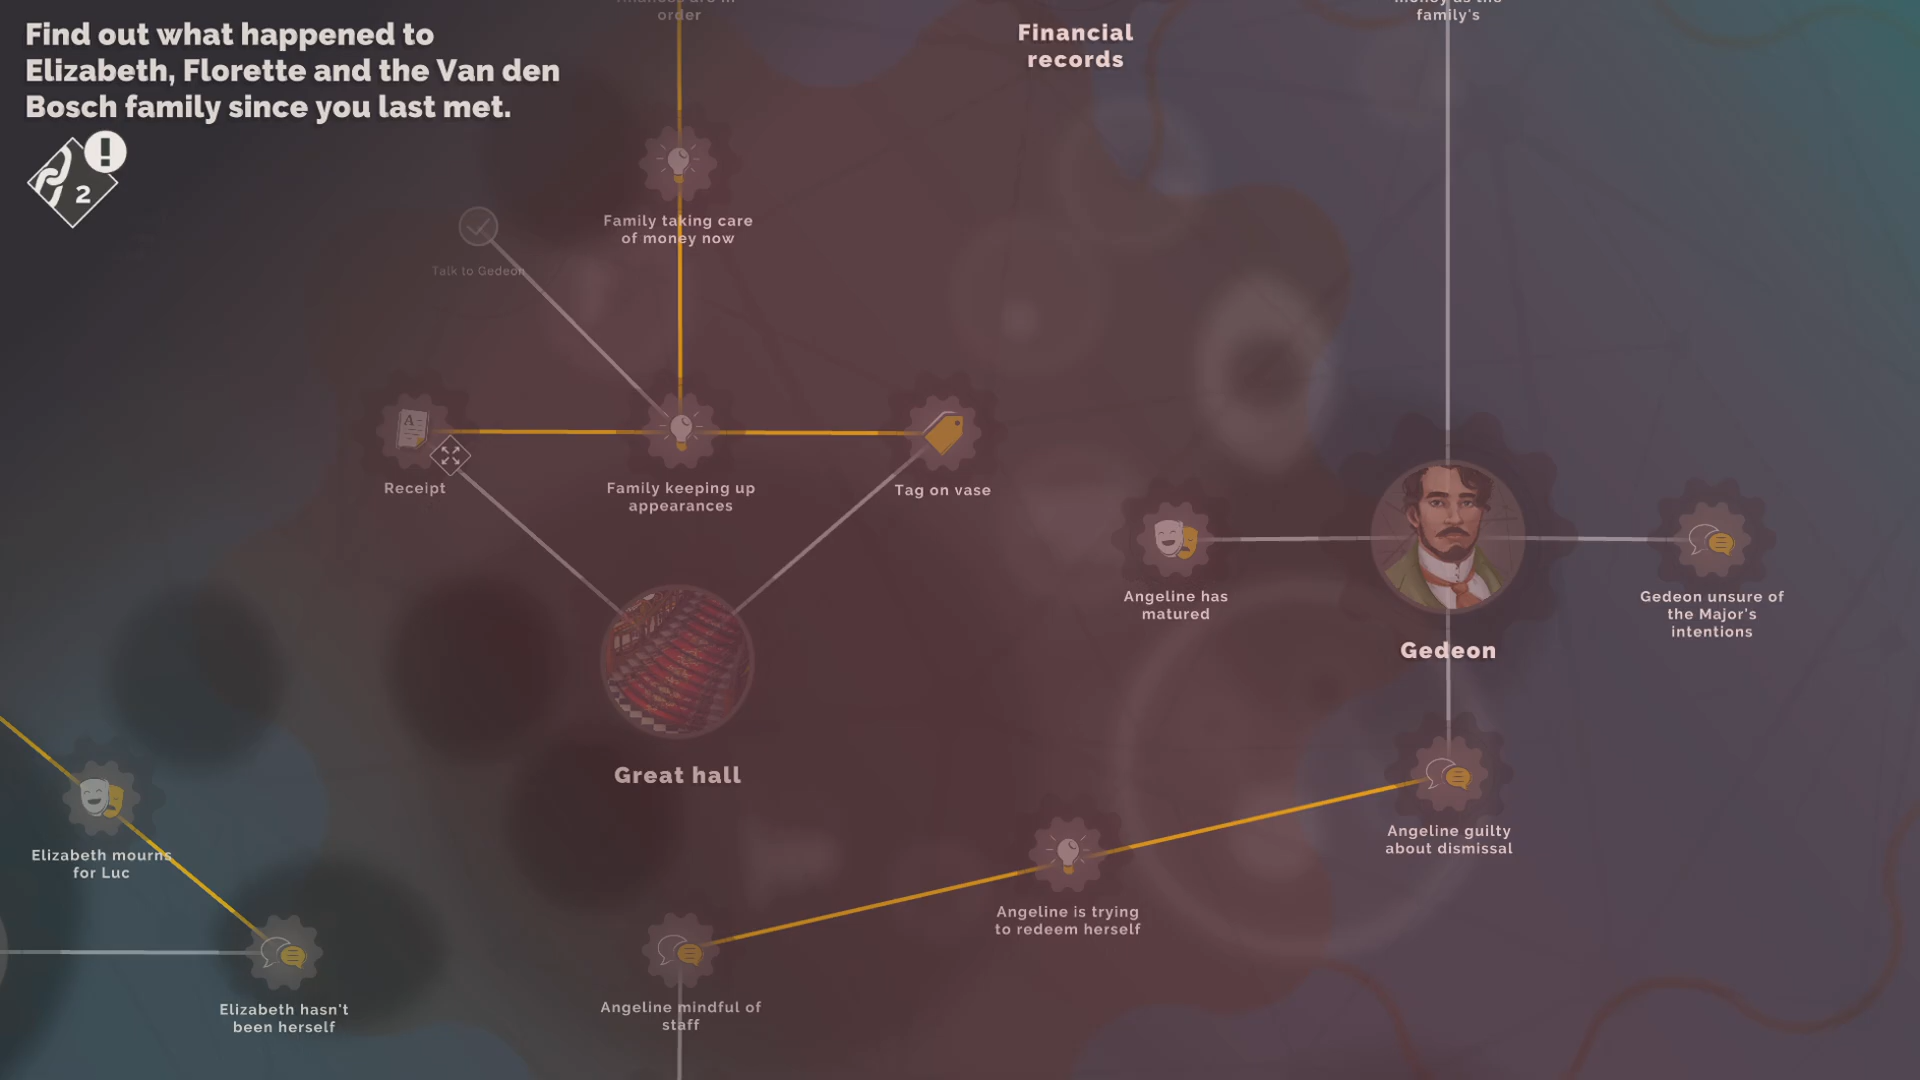 Find out what happened to
Elizabeth, Florette and the Van den
Bosch family since you last met.
2
order
Financial
records
family's
Family taking care
of money now
Talk to Gedeon
Receipt
Family keeping up
appearances
Tag on vase
Angeline has
matured
Gedeon unsure of
the Major's
intentions
Gedeon
Great hall
Angeline guilty
about dismissal
Elizabeth mourns
for Luc
Angeline is trying
to redeem herself
Elizabeth hasn't
been herself
Angeline mindful of
staff